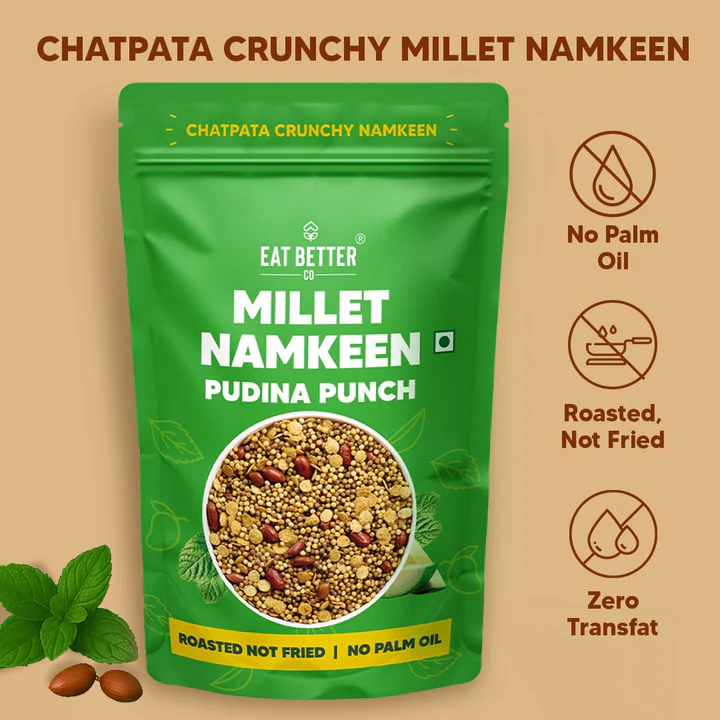 CHATPATA CRUNCHY MILLET NAMKEEN
CHATPATA CRUNCHY NAMKEEN
EAT BETTER ®
CO
MILLET
NAMKEEN
PUDINA PUNCH
ROASTED NOT FRIED | NO PALM OIL
No Palm
Oil
Roasted,
Not Fried
Zero
Transfat